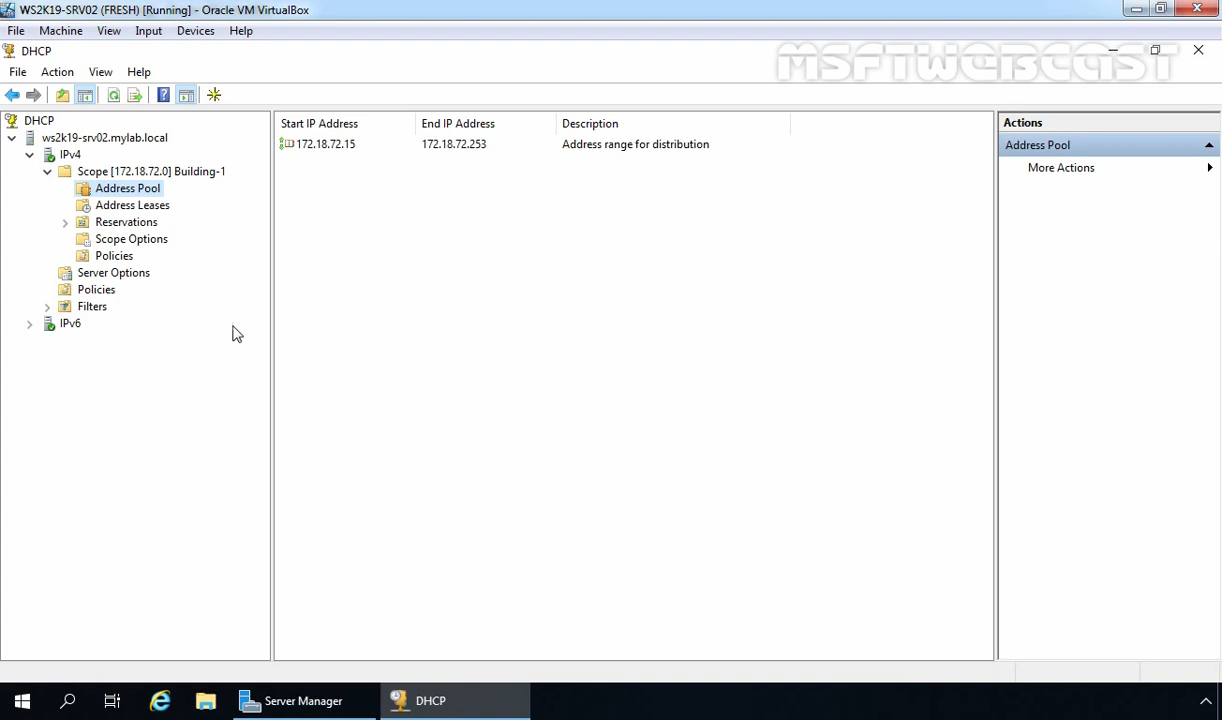 WS2K19-SRV02 (FRESH) [Running] - Oracle VM VirtualBox
File Machine View Input Devices Help
DHCP
MSFTWEBCAST
File Action View Help
DHCP
ws2k19-srv02.mylab.local
IPv4
Scope [172.18.72.0] Building-1
Address Pool
Address Leases
Reservations
Scope Options
Policies
Server Options
Policies
Filters
IPv6
Start IP Address End IP Address Description
172.18.72.15 172.18.72.253 Address range for distribution
Actions
Address Pool
More Actions
Server Manager DHCP